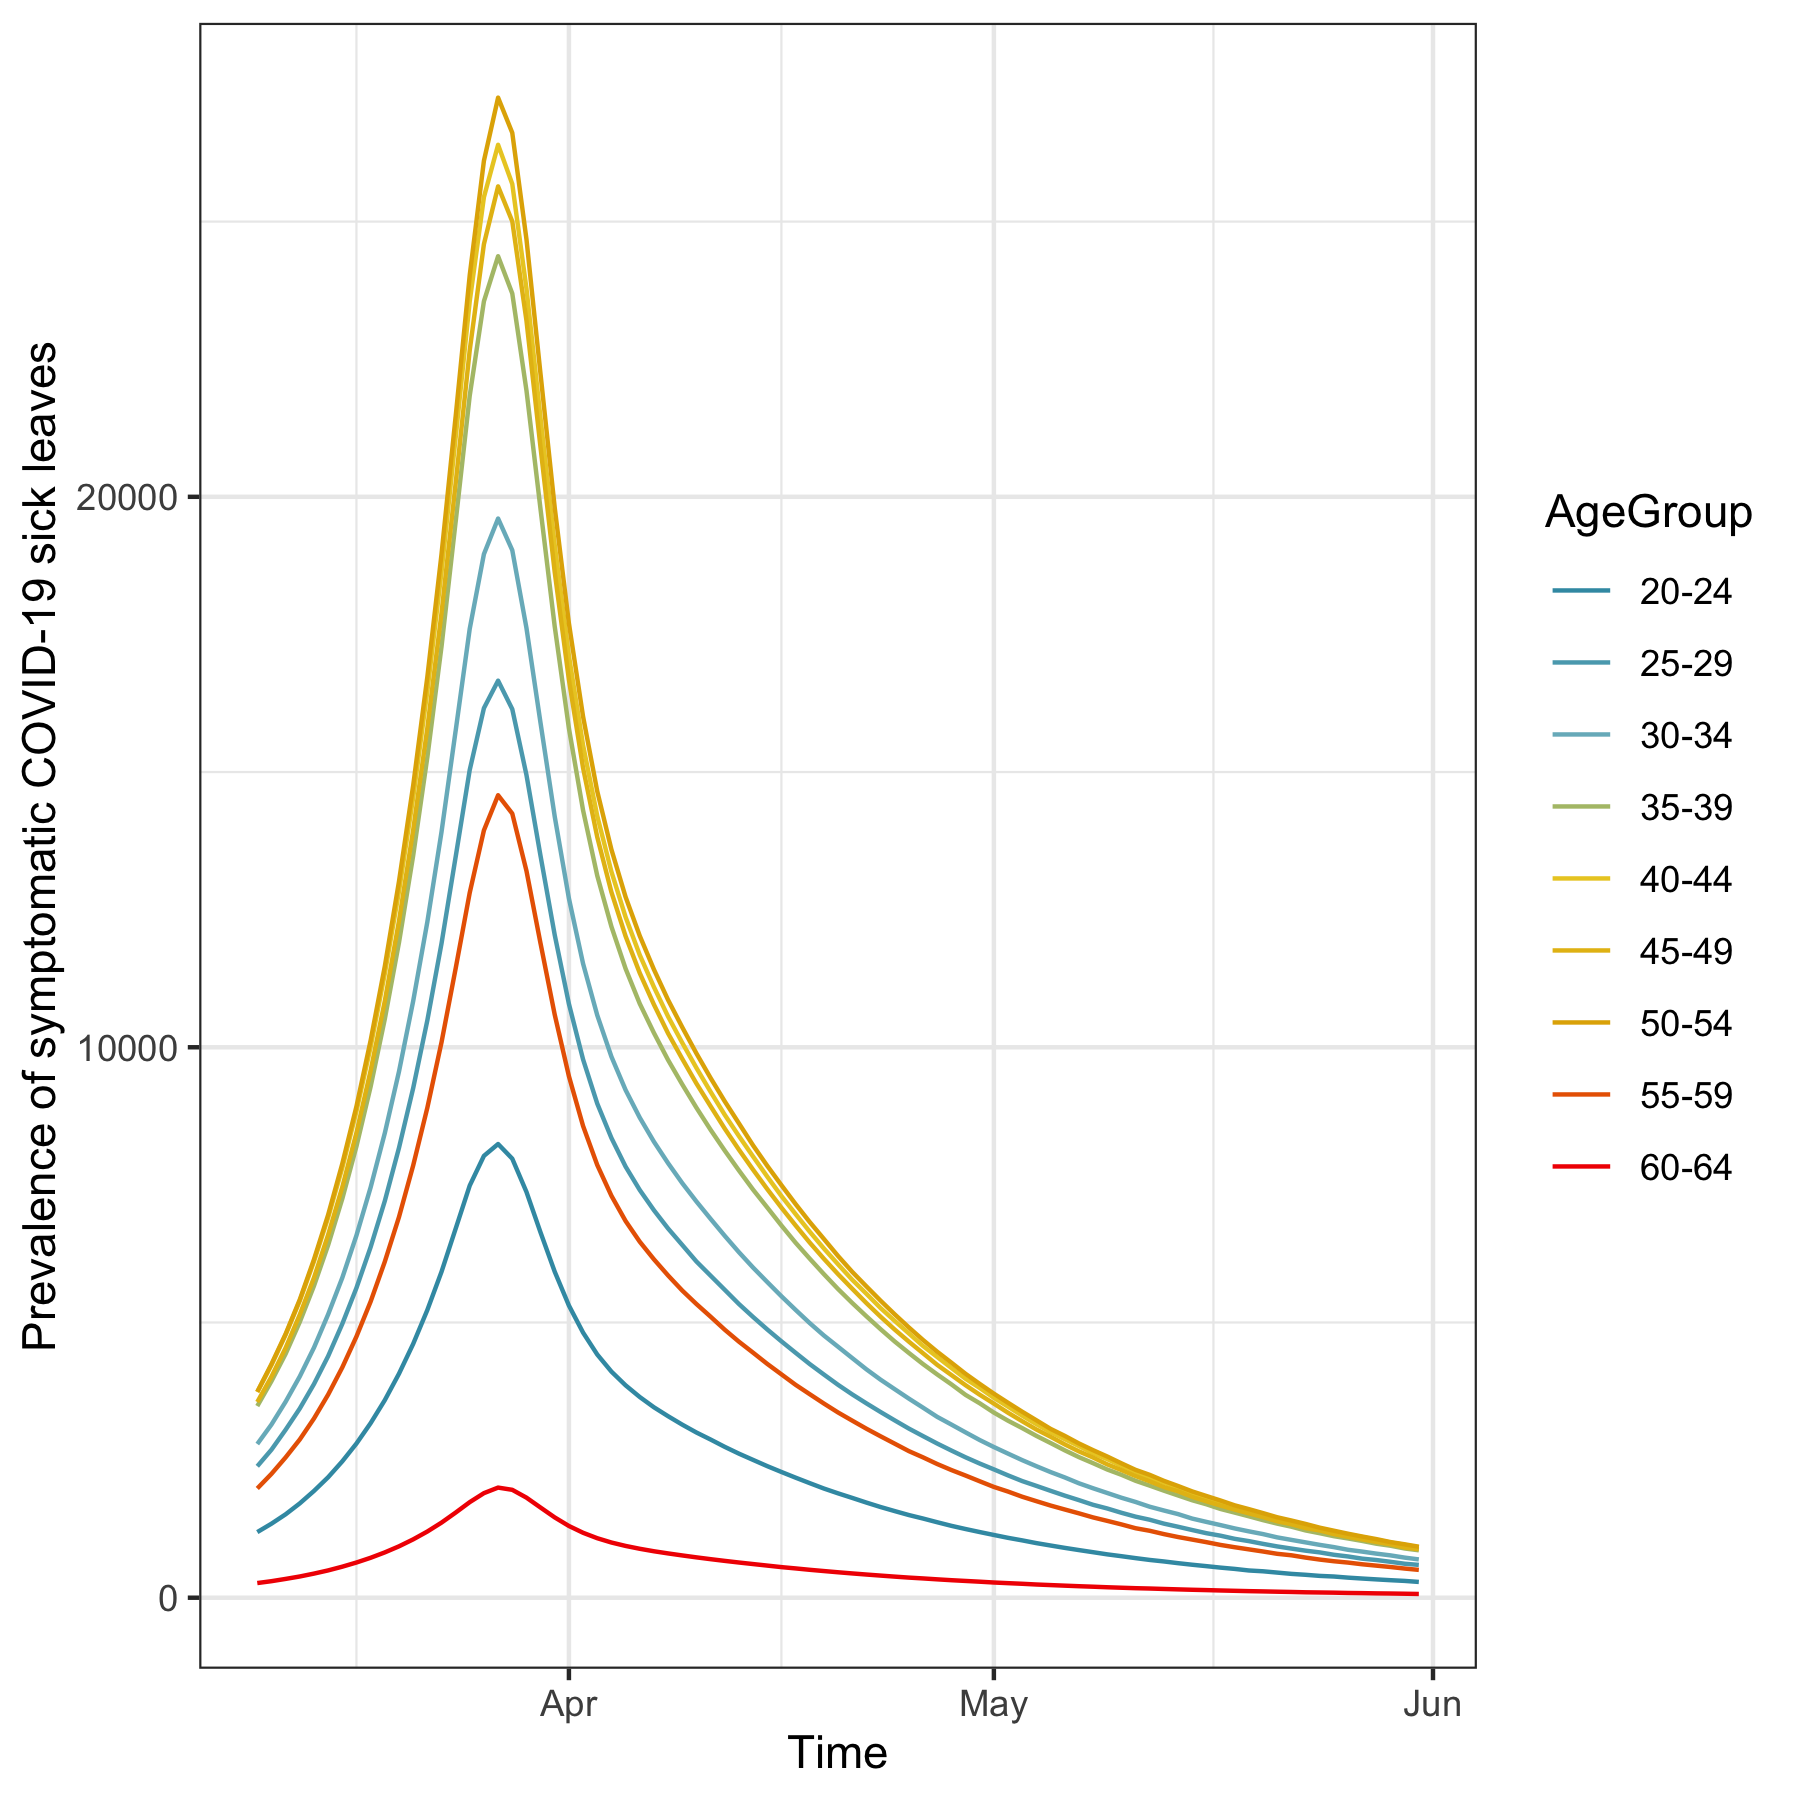 Prevalence of symptomatic COVID-19 sick leaves
20000
10000
0
Apr
May
Jun
Time
AgeGroup
20-24
25-29
30-34
35-39
40-44
45-49
50-54
55-59
60-64